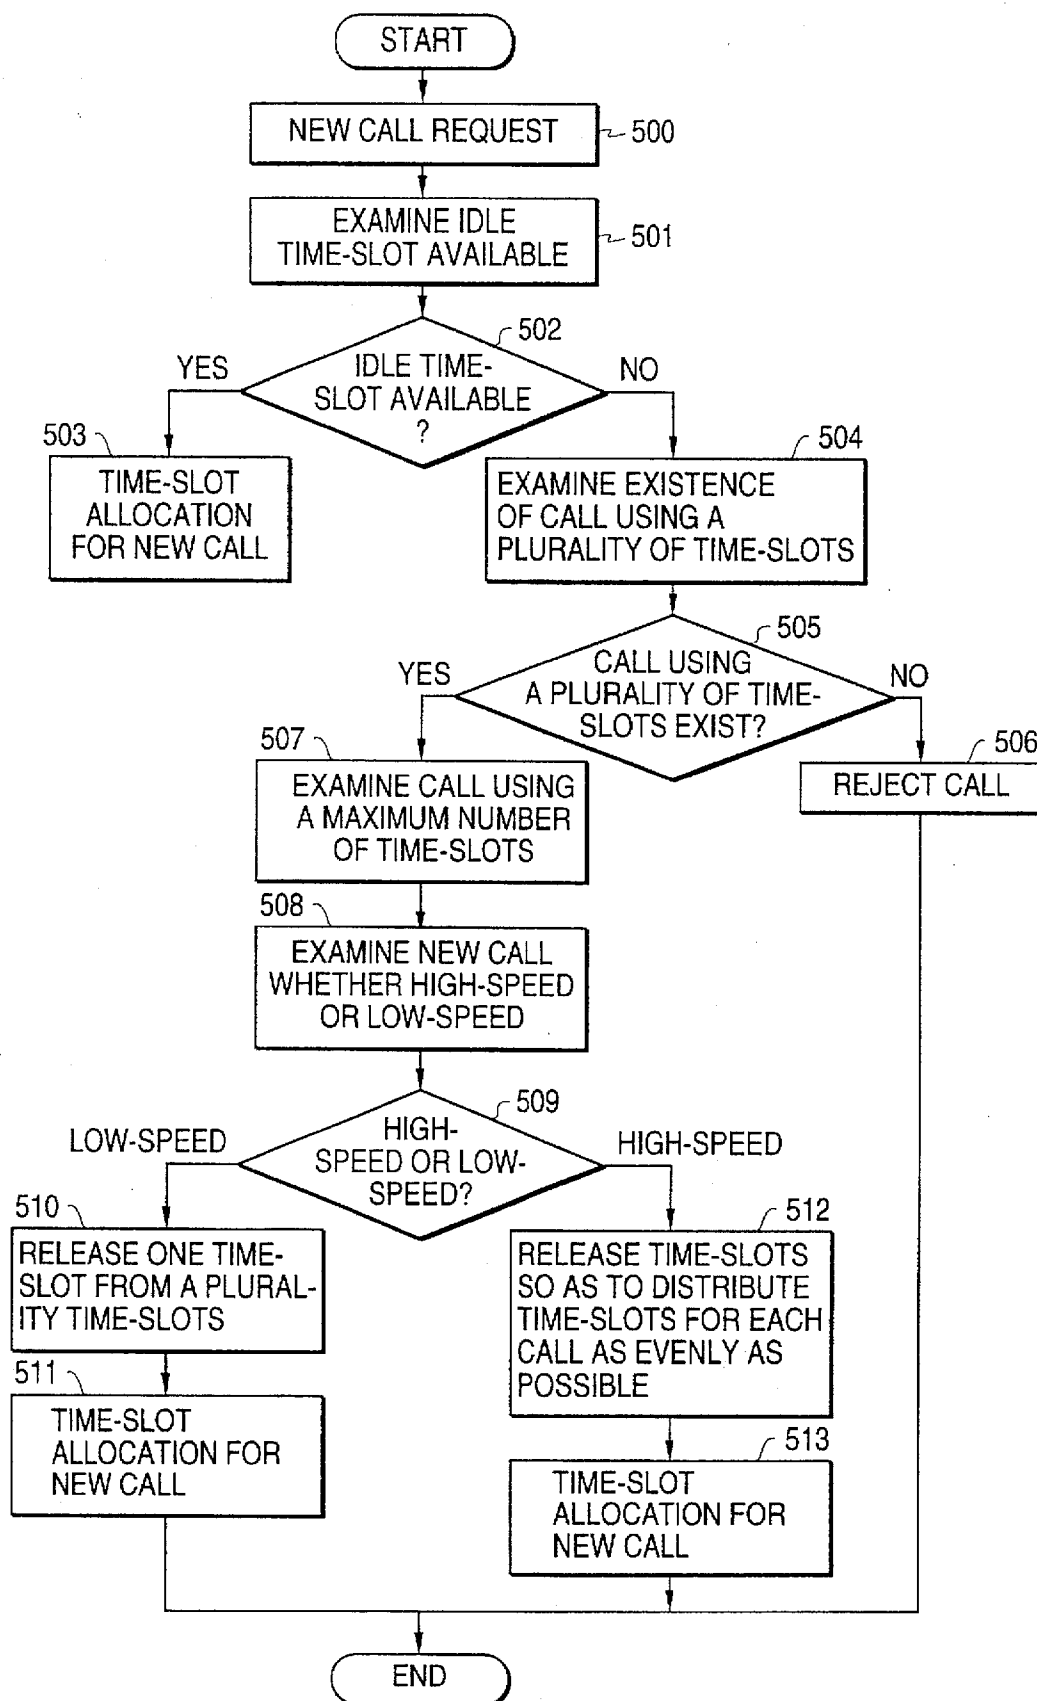 START
NEW CALL REQUEST
500
EXAMINE IDLE
TIME-SLOT AVAILABLE
501
502
IDLE TIME-
SLOT AVAILABLE
?
YES
NO
503
TIME-SLOT
ALLOCATION
FOR NEW CALL
504
EXAMINE EXISTENCE
OF CALL USING A
PLURALITY OF TIME-SLOTS
505
CALL USING
A PLURALITY OF TIME-
SLOTS EXIST?
YES
NO
506
REJECT CALL
507
EXAMINE CALL USING
A MAXIMUM NUMBER
OF TIME-SLOTS
508
EXAMINE NEW CALL
WHETHER HIGH-SPEED
OR LOW-SPEED
509
HIGH-
SPEED OR LOW-
SPEED?
LOW-SPEED
HIGH-SPEED
510
RELEASE ONE TIME-
SLOT FROM A PLURAL-
ITY TIME-SLOTS
511
TIME-SLOT
ALLOCATION FOR
NEW CALL
512
RELEASE TIME-SLOTS
SO AS TO DISTRIBUTE
TIME-SLOTS FOR EACH
CALL AS EVENLY AS
POSSIBLE
513
TIME-SLOT
ALLOCATION FOR
NEW CALL
END